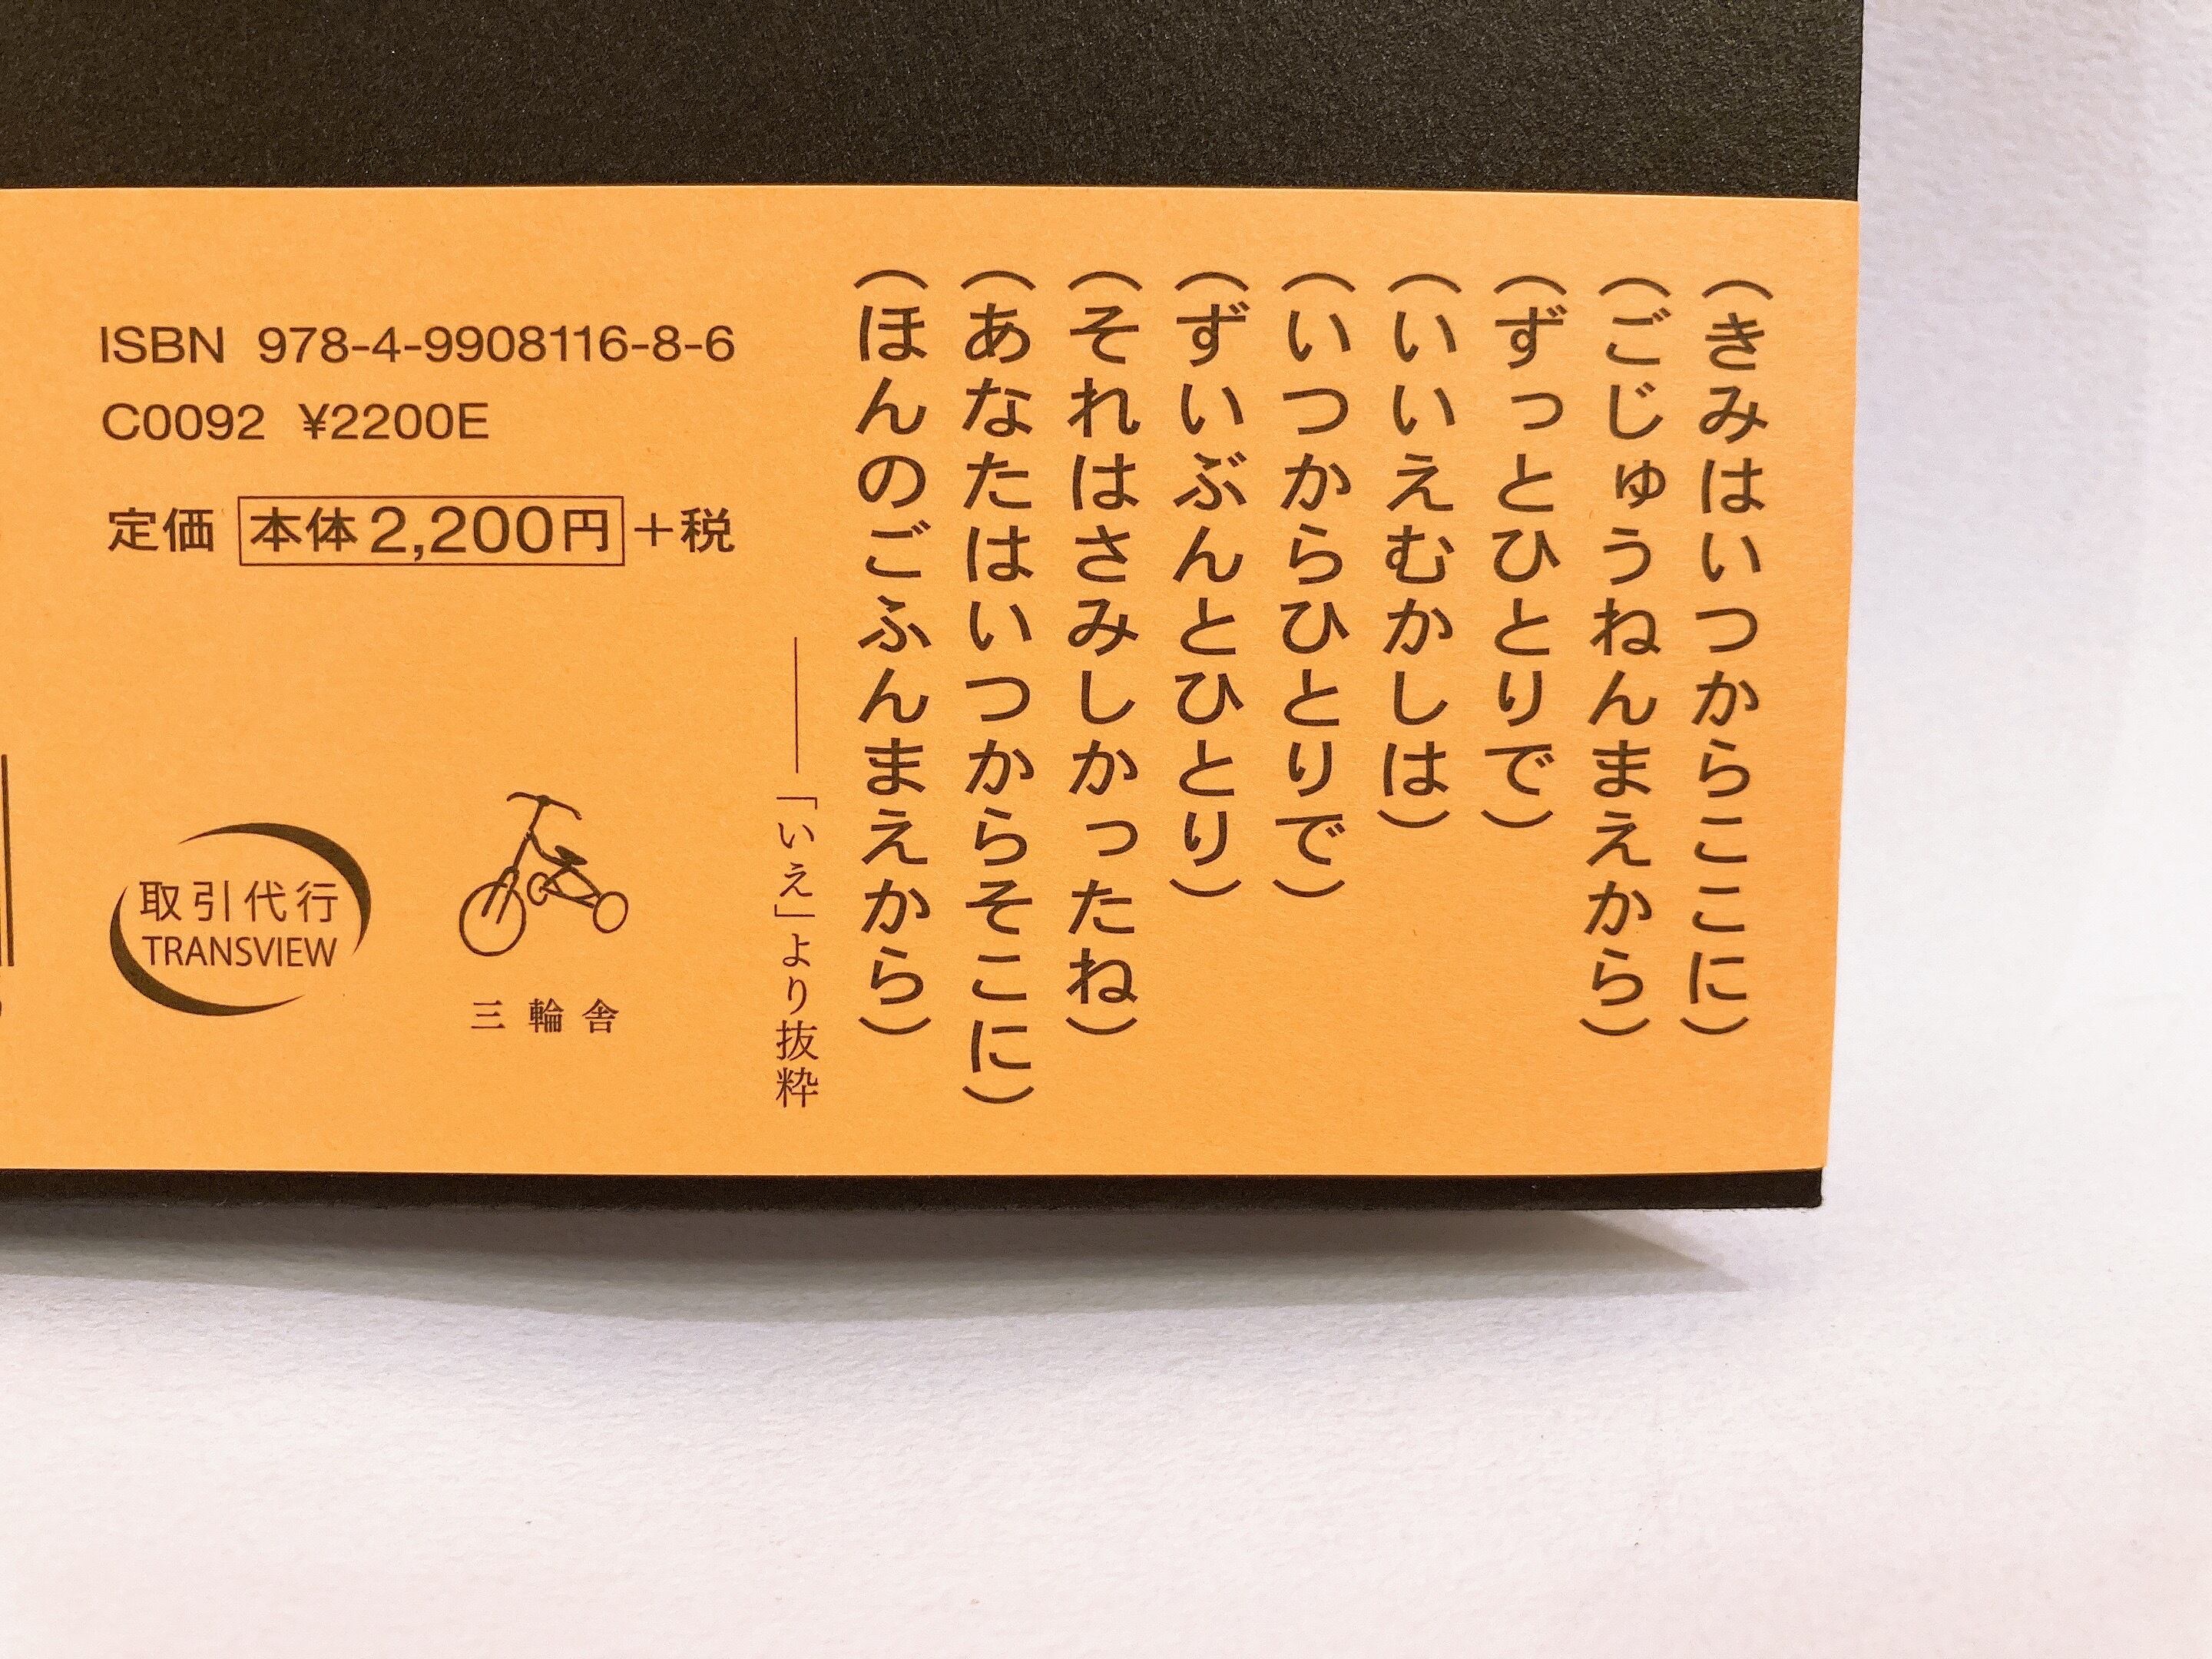 (きみはいつからここに)
(ごじゅうねんまえから)
(ずっとひとりで)
(いいえむかしは)
(いつからひとりで)
(ずいぶんとひとり)
(それはさみしかったね)
(あなたはいつからそこに)
(ほんのごふんまえから)
――「いえ」より抜粋
ISBN 978-4-9908116-8-6
C0092 ¥2200E
定価 本体2,200円+税
三輪舎
取引代行
TRANSVIEW